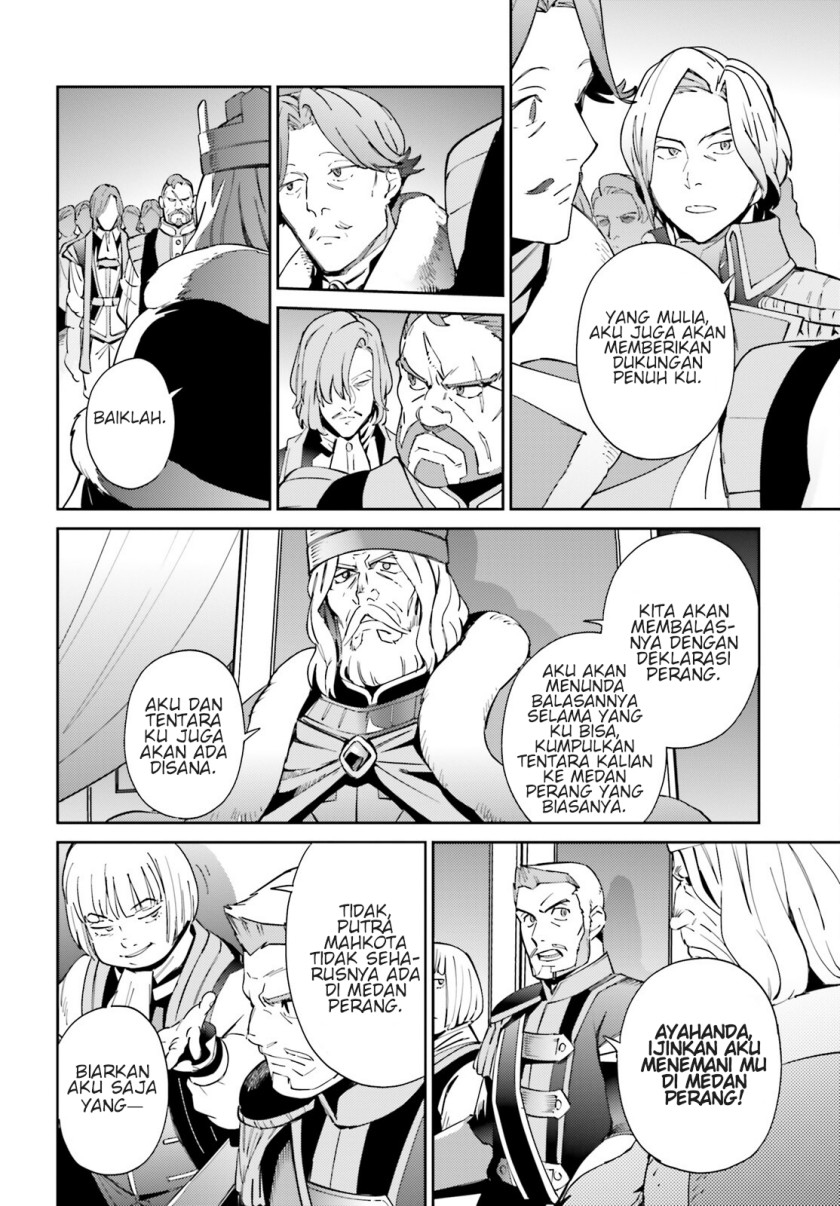 YANG MULIA,
AKU JUGA AKAN
MEMBERIKAN
DUKUNGAN
PENUH KU.
BAIKLAH.
KITA AKAN
MEMBALAS-
NYA DENGAN
DEKLARASI
PERANG.
AKU AKAN
MENUNDA
BALASANNYA
SELAMA YANG
KU BISA,
KUMPULKAN
TENTARA KALIAN
KE MEDAN
PERANG YANG
BIASANYA.
AKU DAN
TENTARA
KU JUGA
AKAN ADA
DISANA.
AYAHANDA,
IJINKAN AKU
MENEMANI MU
DI MEDAN
PERANG!
TIDAK,
PUTRA
MAHKOTA
TIDAK SEHA-
RUSNYA ADA
DI MEDAN
PERANG.
BIARKAN
AKU SAJA
YANG—